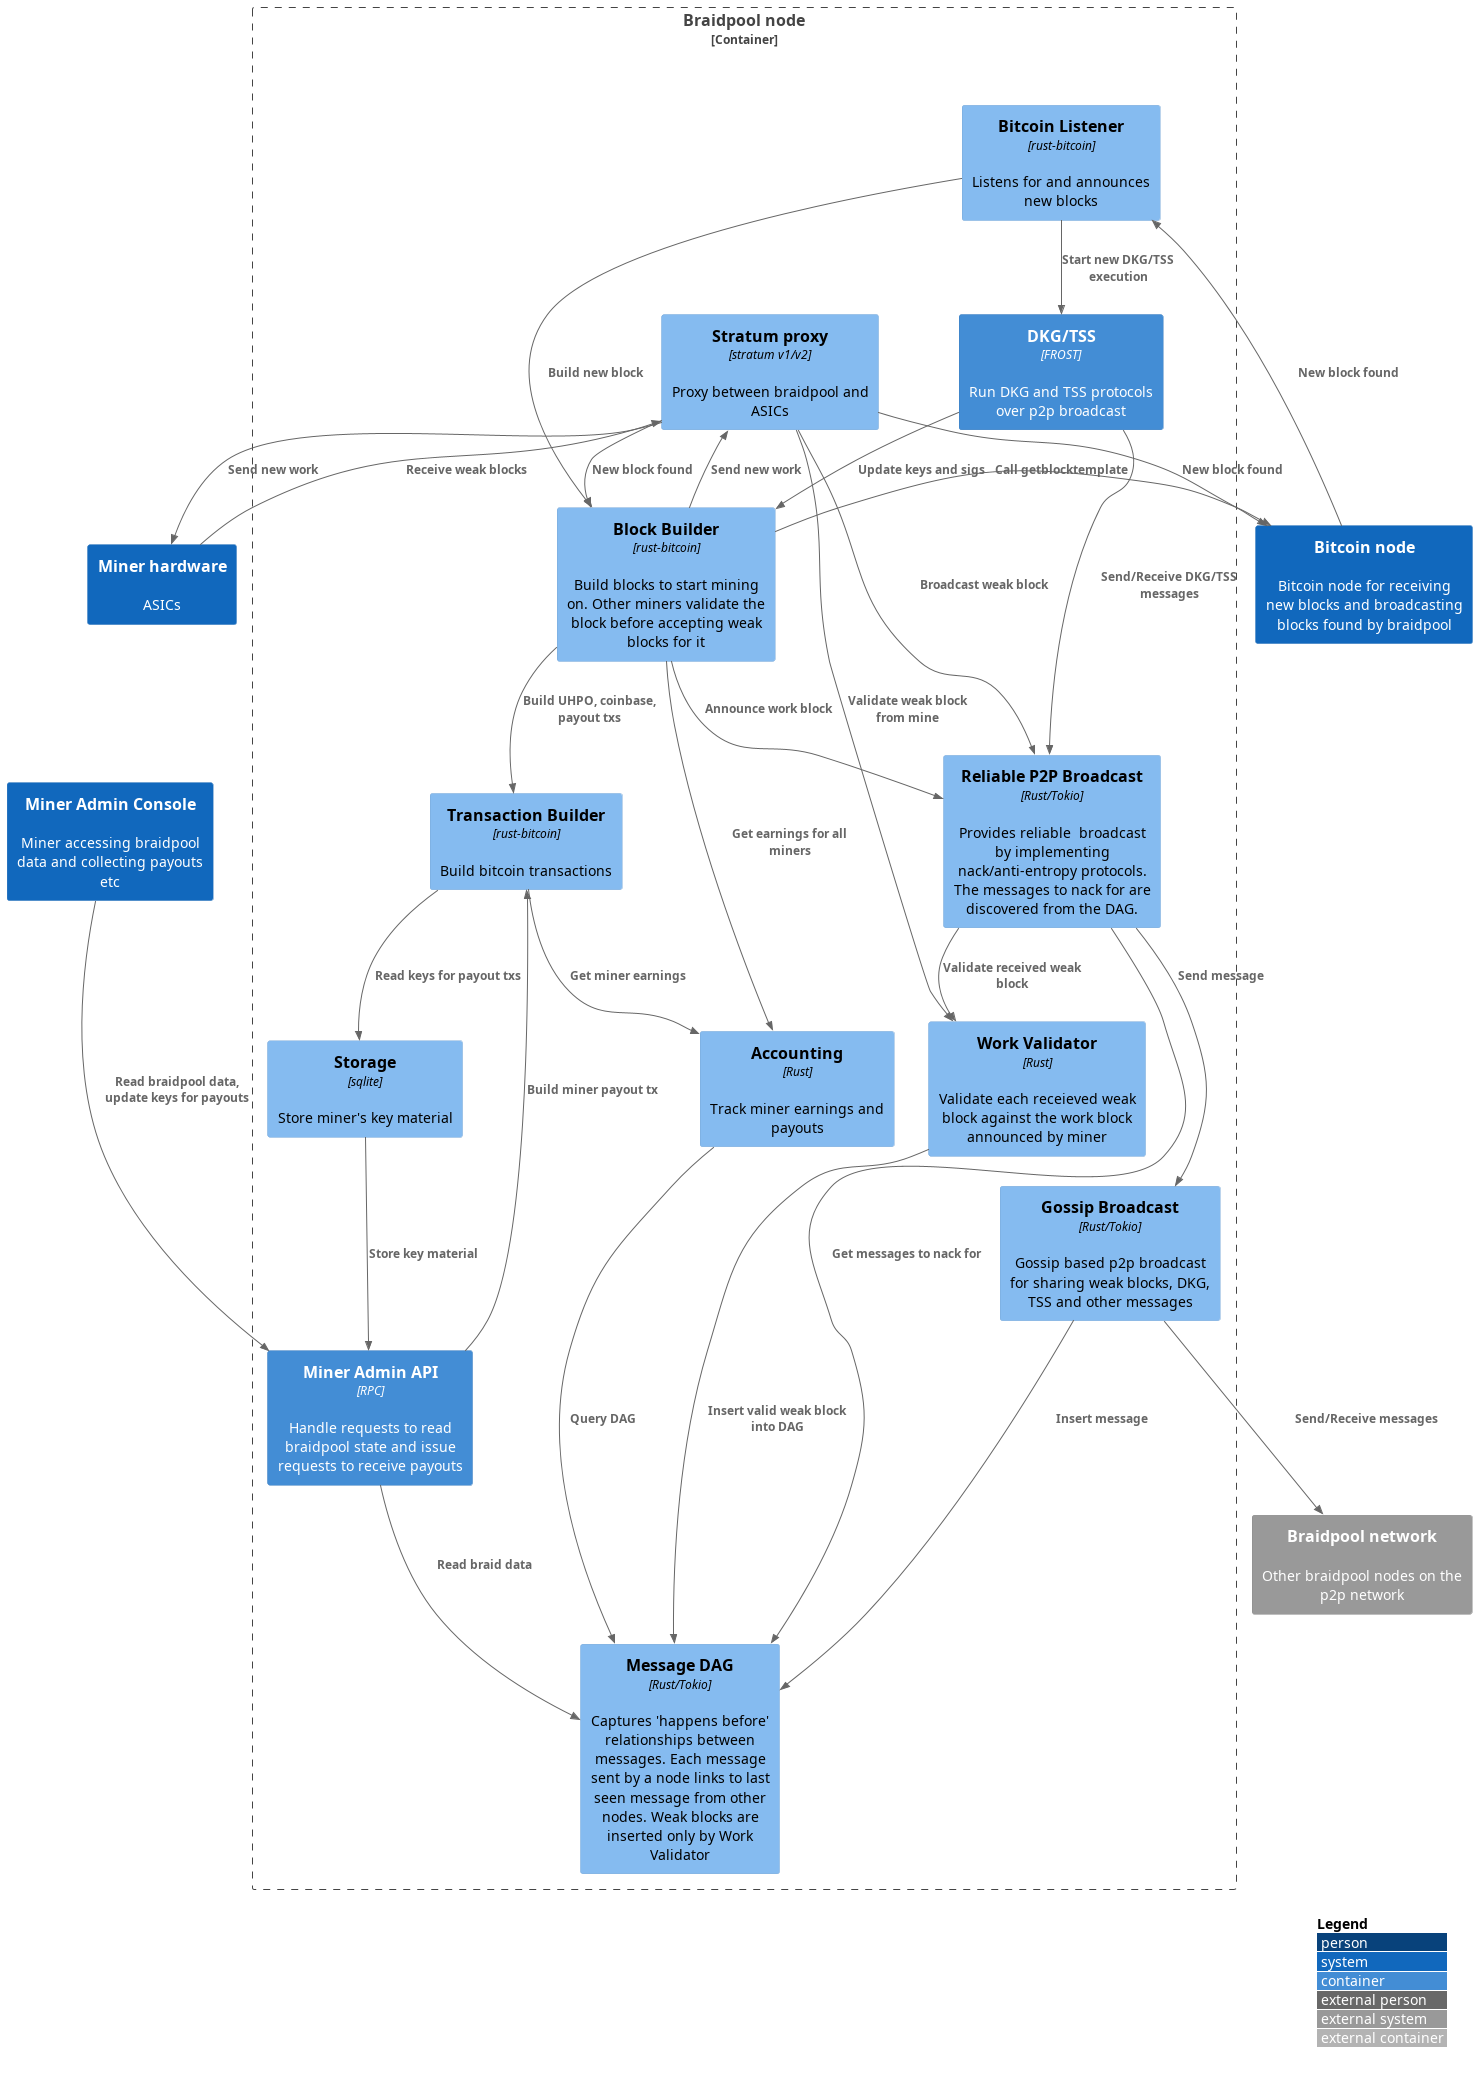 Braidpool node
[Container]
Bitcoin Listener
[rust-bitcoin]
Listens for and announces
new blocks
Start new DKG/TSS
execution
Stratum proxy
[stratum v1/v2]
Proxy between braidpool and
ASICs
DKG/TSS
[FROST]
Run DKG and TSS protocols
over p2p broadcast
Build new block
New block found
Send new work
Receive weak blocks
New block found
Send new work
Update keys and sigs
Call getblocktemplate
New block found
Miner hardware
ASICs
Block Builder
[rust-bitcoin]
Build blocks to start mining
on. Other miners validate the
block before accepting weak
blocks for it
Bitcoin node
Bitcoin node for receiving
new blocks and broadcasting
blocks found by braidpool
Broadcast weak block
Send/Receive DKG/TSS
messages
Build UHPO, coinbase,
payout txs
Announce work block
Validate weak block
from mine
Miner Admin Console
Miner accessing braidpool
data and collecting payouts
etc
Transaction Builder
[rust-bitcoin]
Build bitcoin transactions
Get earnings for all
miners
Reliable P2P Broadcast
[Rust/Tokio]
Provides reliable  broadcast
by implementing
nack/anti-entropy protocols.
The messages to nack for are
discovered from the DAG.
Read keys for payout txs
Get miner earnings
Validate received weak
block
Send message
Storage
[sqlite]
Store miner's key material
Accounting
[Rust]
Track miner earnings and
payouts
Work Validator
[Rust]
Validate each receieved weak
block against the work block
announced by miner
Read braidpool data,
update keys for payouts
Build miner payout tx
Gossip Broadcast
[Rust/Tokio]
Gossip based p2p broadcast
for sharing weak blocks, DKG,
TSS and other messages
Store key material
Get messages to nack for
Miner Admin API
[RPC]
Handle requests to read
braidpool state and issue
requests to receive payouts
Query DAG
Insert valid weak block
into DAG
Insert message
Send/Receive messages
Read braid data
Braidpool network
Other braidpool nodes on the
p2p network
Message DAG
[Rust/Tokio]
Captures 'happens before'
relationships between
messages. Each message
sent by a node links to last
seen message from other
nodes. Weak blocks are
inserted only by Work
Validator
Legend
person
system
container
external person
external system
external container